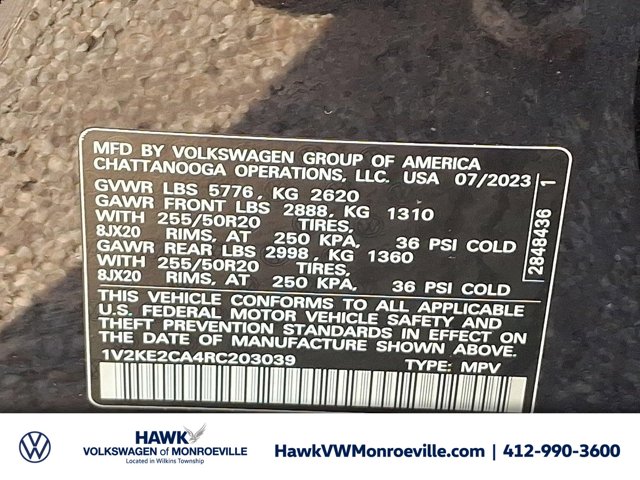 MFD BY VOLKSWAGEN GROUP OF AMERICA
CHATTANOOGA OPERATIONS, LLC. USA 07/2023
GVWR LBS 5776, KG 2620
GAWR FRONT LBS 2888, KG 1310
WITH 255/50R20 TIRES,
8JX20 RIMS, AT 250 KPA, 36 PSI COLD
GAWR REAR LBS 2998, KG 1360
WITH 255/50R20 TIRES,
8JX20 RIMS, AT 250 KPA, 36 PSI COLD
THIS VEHICLE CONFORMS TO ALL APPLICABLE
U.S. FEDERAL MOTOR VEHICLE SAFETY AND
THEFT PREVENTION STANDARDS IN EFFECT ON
THE DATE OF MANUFACTURE SHOWN ABOVE.
1V2KE2CA4RC203039 TYPE: MPV
2848436 1
HAWK
VOLKSWAGEN OF MONROEVILLE
Located in Wilkins Township
HawkVWMonroeville.com | 412-990-3600